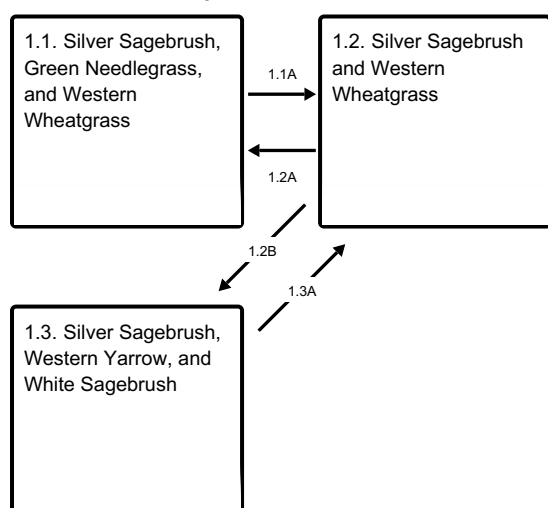 1.1. Silver Sagebrush,
Green Needlegrass,
and Western
Wheatgrass
1.1A
1.2. Silver Sagebrush
and Western
Wheatgrass
1.2A
1.2B
1.3A
1.3. Silver Sagebrush,
Western Yarrow, and
White Sagebrush